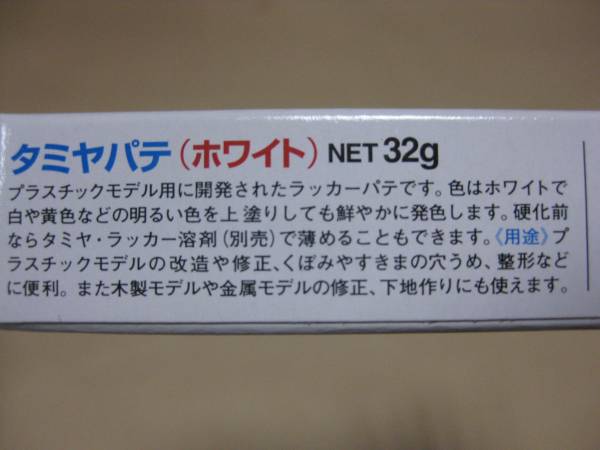 タミヤパテ(ホワイト) NET 32g
プラスチックモデル用に開発されたラッカーパテです。色はホワイトで
白や黄色などの明るい色を上塗りしても鮮やかに発色します。硬化前
ならタミヤ・ラッカー溶剤(別売)で薄めることもできます。《用途》プ
ラスチックモデルの改造や修正、くぼみやすきまの穴うめ、整形など
に便利。また木製モデルや金属モデルの修正、下地作りにも使えます。